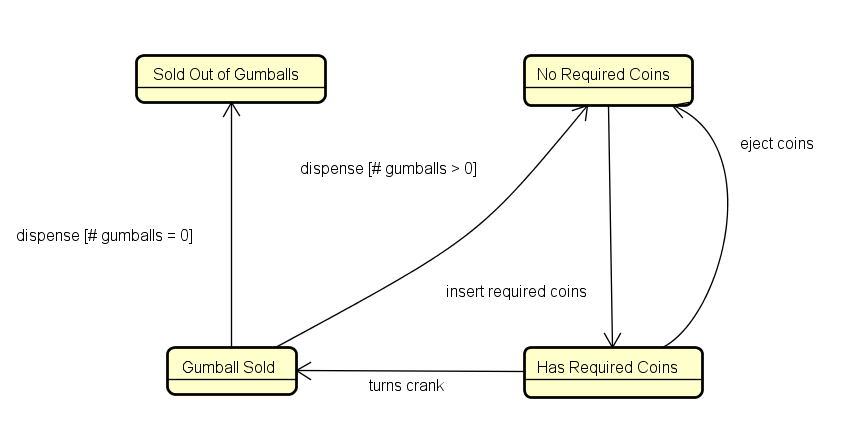 Sold Out of Gumballs
No Required Coins
eject coins
dispense [# gumballs > 0]
dispense [# gumballs = 0]
insert required coins
Gumball Sold
Has Required Coins
turns crank